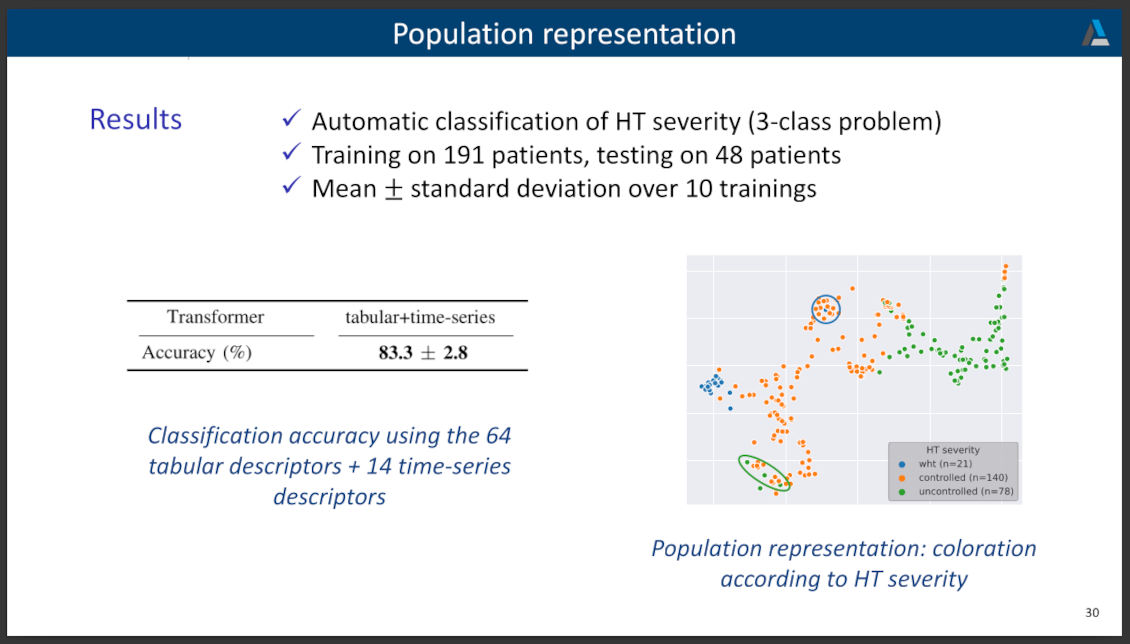 Population representation
Results
✓ Automatic classification of HT severity (3-class problem)
✓ Training on 191 patients, testing on 48 patients
✓ Mean ± standard deviation over 10 trainings
Transformer tabular+time-series
Accuracy (%) 83.3 ± 2.8
Classification accuracy using the 64
tabular descriptors + 14 time-series
descriptors
HT severity
wht (n=21)
controlled (n=140)
uncontrolled (n=78)
Population representation: coloration
according to HT severity
30